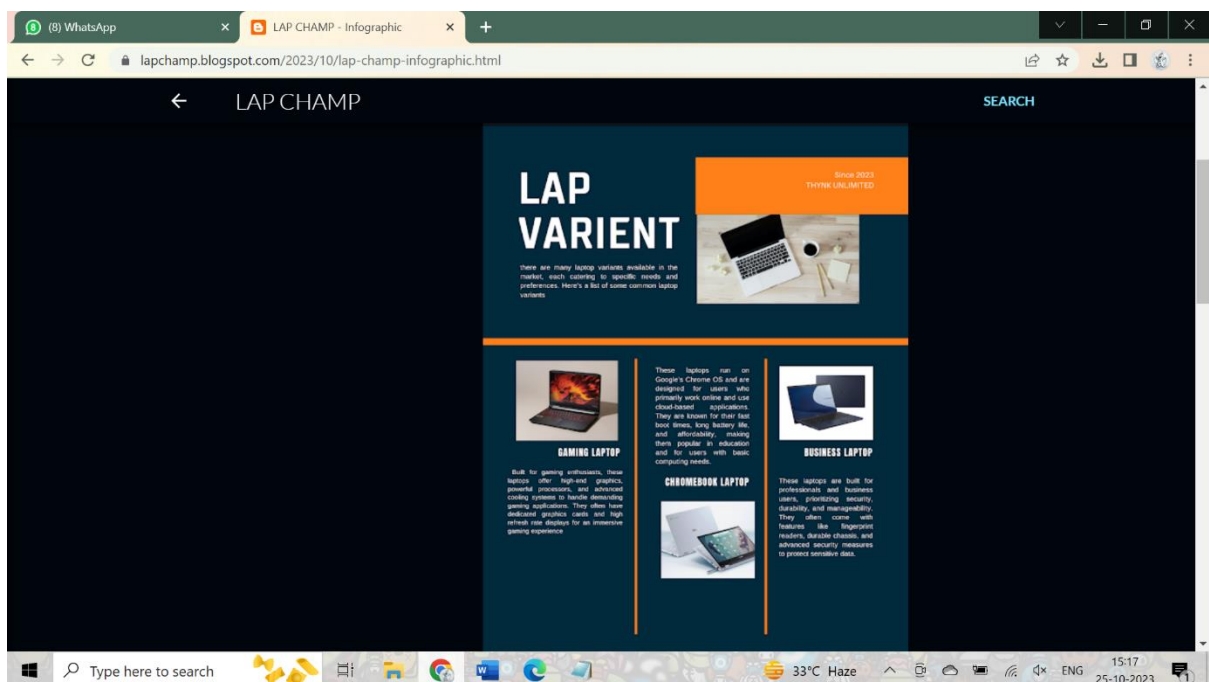 (8) WhatsApp
LAP CHAMP - Infographic
lapchamp.blogspot.com/2023/10/lap-champ-infographic.html
LAP CHAMP
SEARCH
LAP
VARIENT
Since 2023
THYNK UNLIMITED
there are many laptop variants available in the
market, each catering to specific needs and
preferences. Here's a list of some common laptop
variants
GAMING LAPTOP
Built for gaming enthusiasts, these
laptops offer high-end graphics,
powerful processors, and advanced
cooling systems to handle demanding
gaming applications. They often have
dedicated graphics cards and high
refresh rate displays for an immersive
gaming experience
These laptops run on
Google's Chrome OS and are
designed for users who
primarily work online and use
cloud-based applications.
They are known for their fast
boot times, long battery life,
and affordability, making
them popular in education
and for users with basic
computing needs.
CHROMEBOOK LAPTOP
BUSINESS LAPTOP
These laptops are built for
professionals and business
users, prioritizing security,
durability, and manageability.
They often come with
features like fingerprint
readers, durable chassis, and
advanced security measures
to protect sensitive data.
Type here to search
33°C Haze
ENG
15:17
25-10-2023